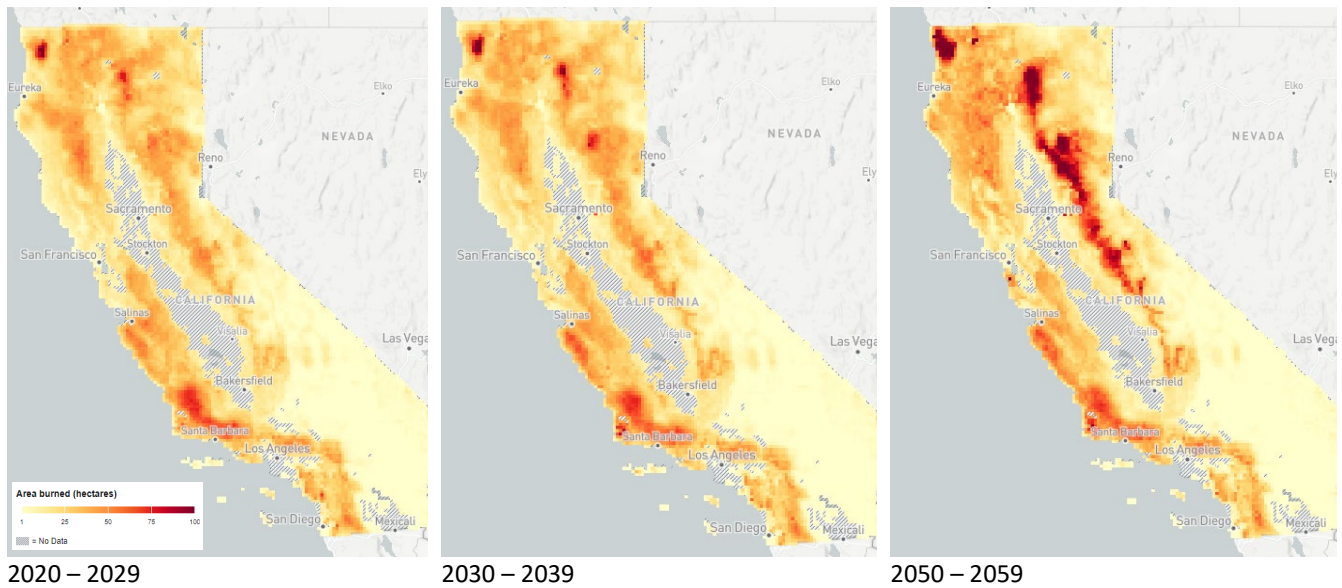 Eureka
Elko
NEVADA
Reno
Ely
Sacramento
Stockton
San Francisco
CALIFORNIA
Salinas
Visalia
Las Vega
Bakersfield
Santa Barbara
Los Angeles
San Diego
Mexicali
Area burned (hectares)
1 25 50 75 100
= No Data
2020 – 2029
Eureka
Elko
NEVADA
Reno
Ely
Sacramento
Stockton
San Francisco
CALIFORNIA
Salinas
Visalia
Las Vega
Bakersfield
Santa Barbara
Los Angeles
San Diego
Mexicali
2030 – 2039
Eureka
Elko
NEVADA
Reno
Ely
Sacramento
Stockton
San Francisco
CALIFORNIA
Salinas
Visalia
Las Vega
Bakersfield
Santa Barbara
Los Angeles
San Diego
Mexicali
2050 – 2059